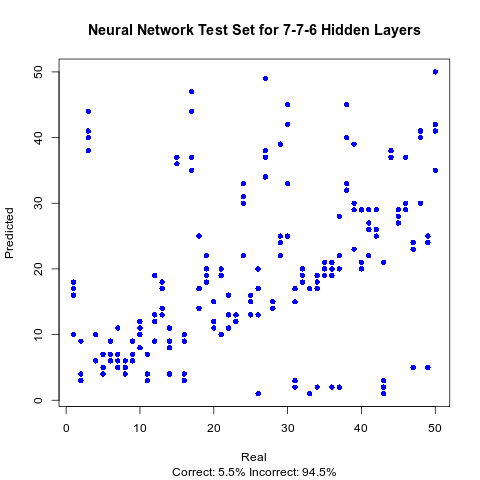 Neural Network Test Set for 7-7-6 Hidden Layers
Predicted
50
40
30
20
10
0
0 10 20 30 40 50
Real
Correct: 5.5% Incorrect: 94.5%